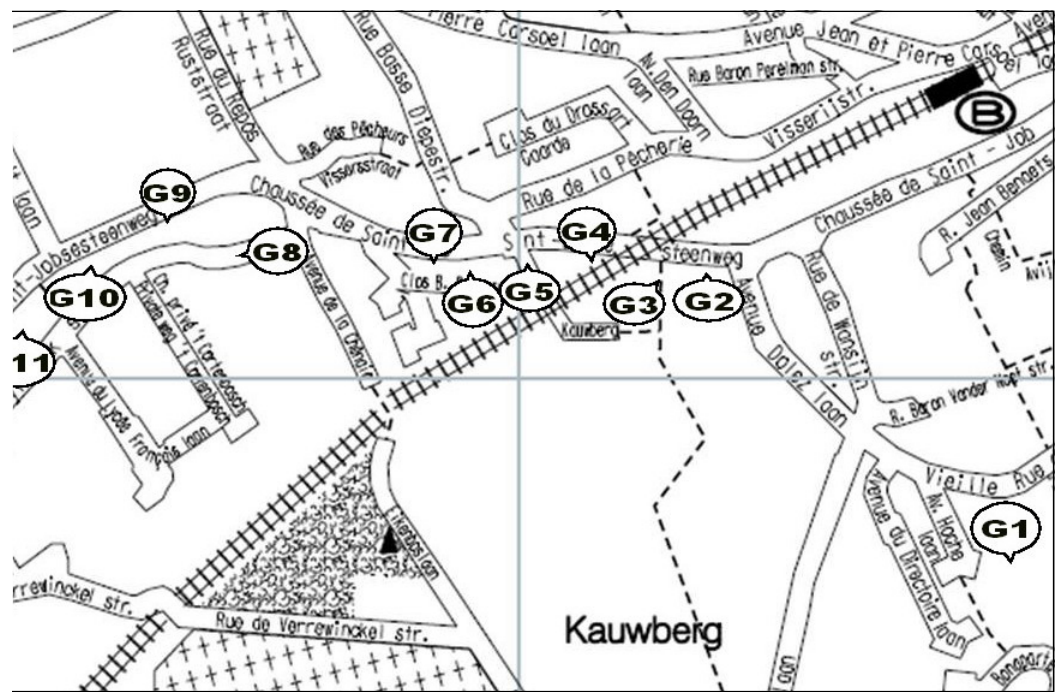 Pierre Carsoel laan
Avenue Jean et Pierre Carsoel
Rue du Repos
Ruststraat
Rue Basse
Diepestr.
Av. Den Doorn
laan
Rue Baron Perelman str.
Visserijstr.
B
Rue des Pêcheurs
Vissersstraat
Clos du Drossart
Gaarde
Rue de la Pêcherie
Chaussée de Saint - Job
R. Jean Benaets
Chemin
G9
Chaussée de Saint
G7
G4
steenweg
G8
Clos B.
G6
G5
G3
G2
G10
Kauwberg
Avenue
Dolez laan
Rue de Wansijn
str.
11
Avenue du Lycée Français laan
Avenue de la Chênaie
R. Baron Vander Noot str.
Vieille Rue
Avenue du Directoire laan
Av. Hoche
laan
G1
rrewinckel str.
Rue de Verrewinckel str.
Kauwberg
laan